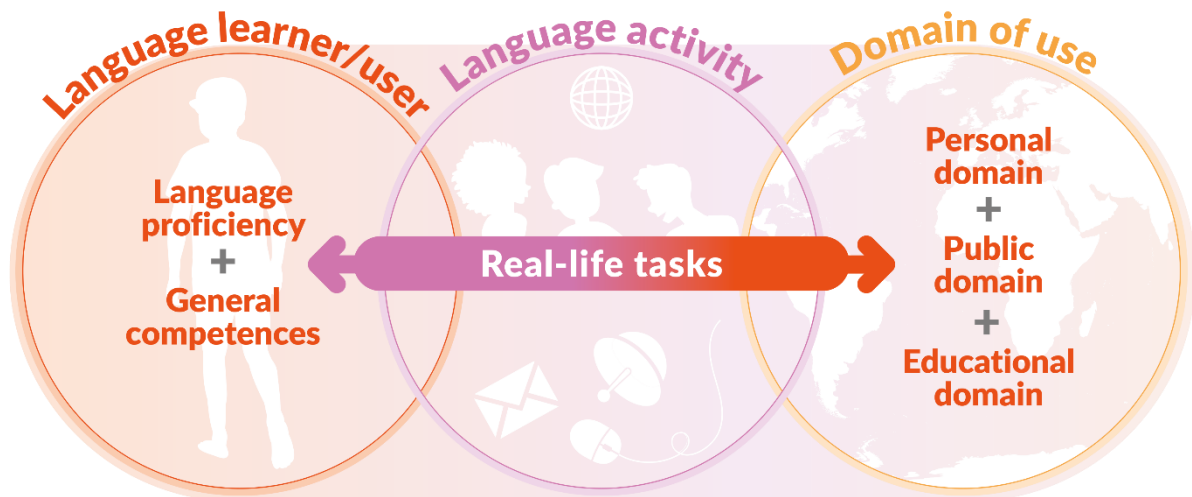 Language learner/user
Language activity
Domain of use
Language
proficiency
+
General
competences
Real-life tasks
Personal
domain
+
Public
domain
+
Educational
domain